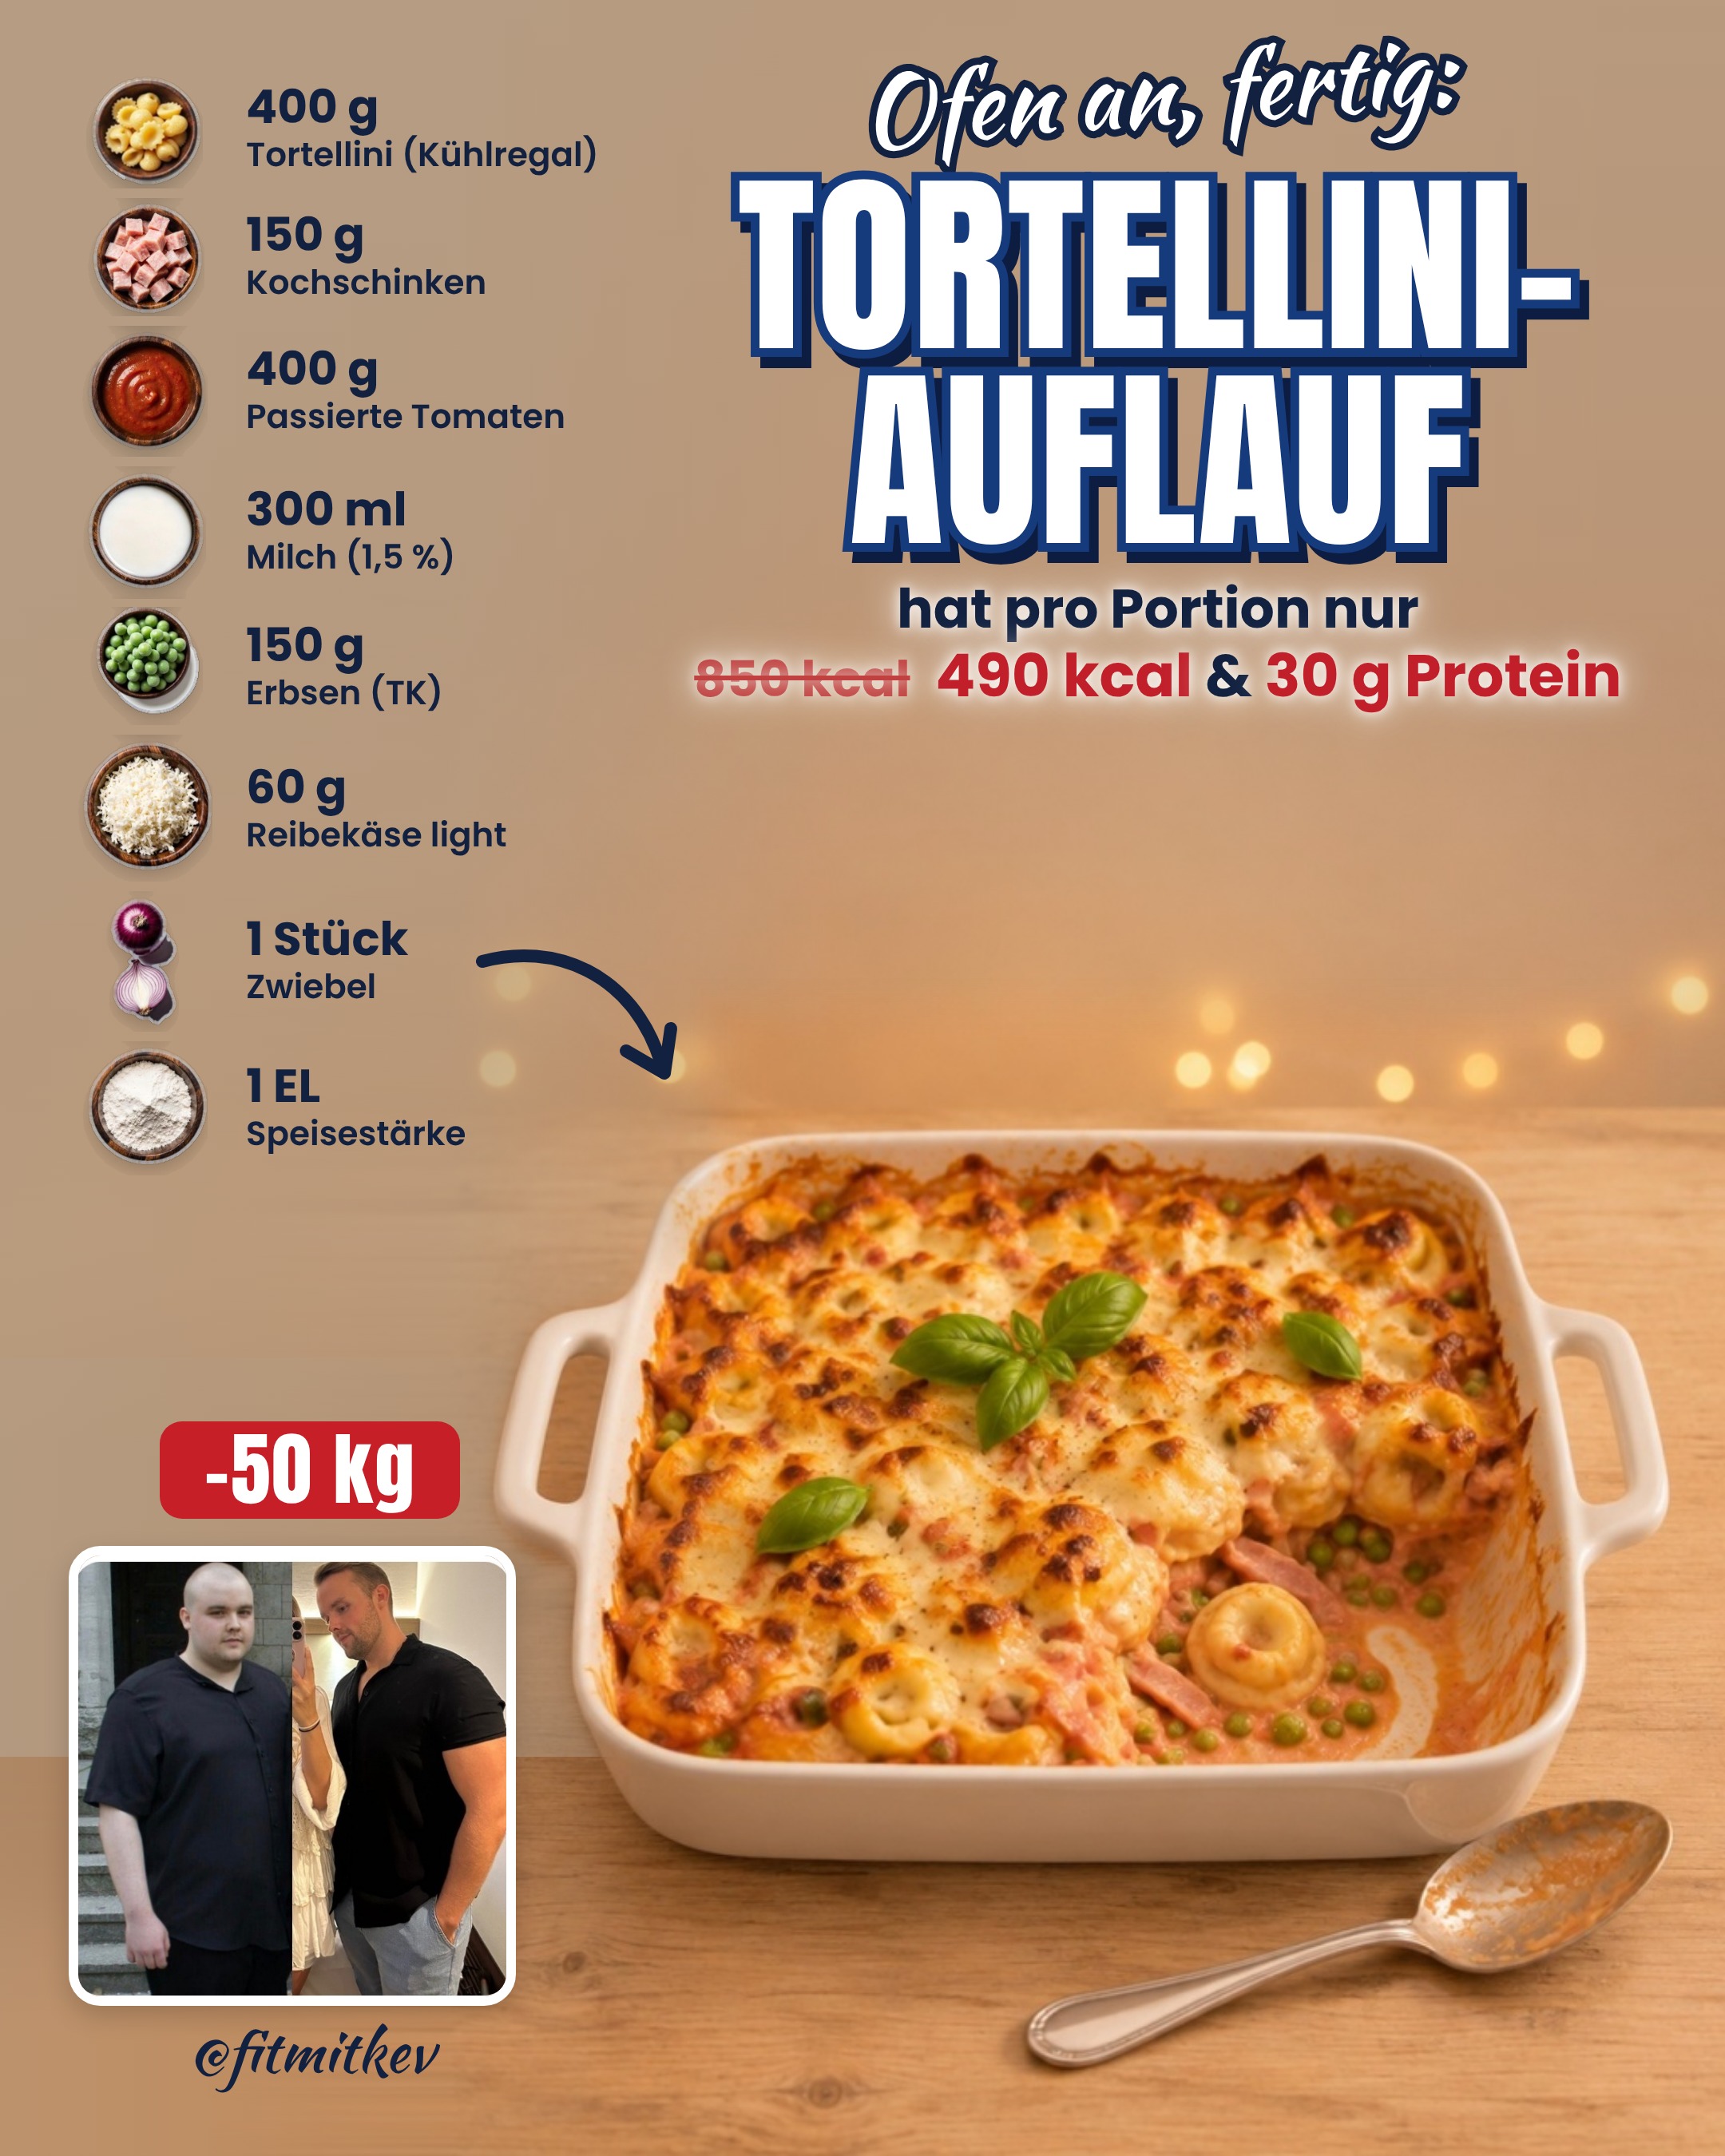 Ofen an, fertig:
TORTELLINI-
AUFLAUF
hat pro Portion nur
850 kcal 490 kcal & 30 g Protein
400 g
Tortellini (Kühlregal)
150 g
Kochschinken
400 g
Passierte Tomaten
300 ml
Milch (1,5 %)
150 g
Erbsen (TK)
60 g
Reibekäse light
1 Stück
Zwiebel
1 EL
Speisestärke
-50 kg
@fitmitkev